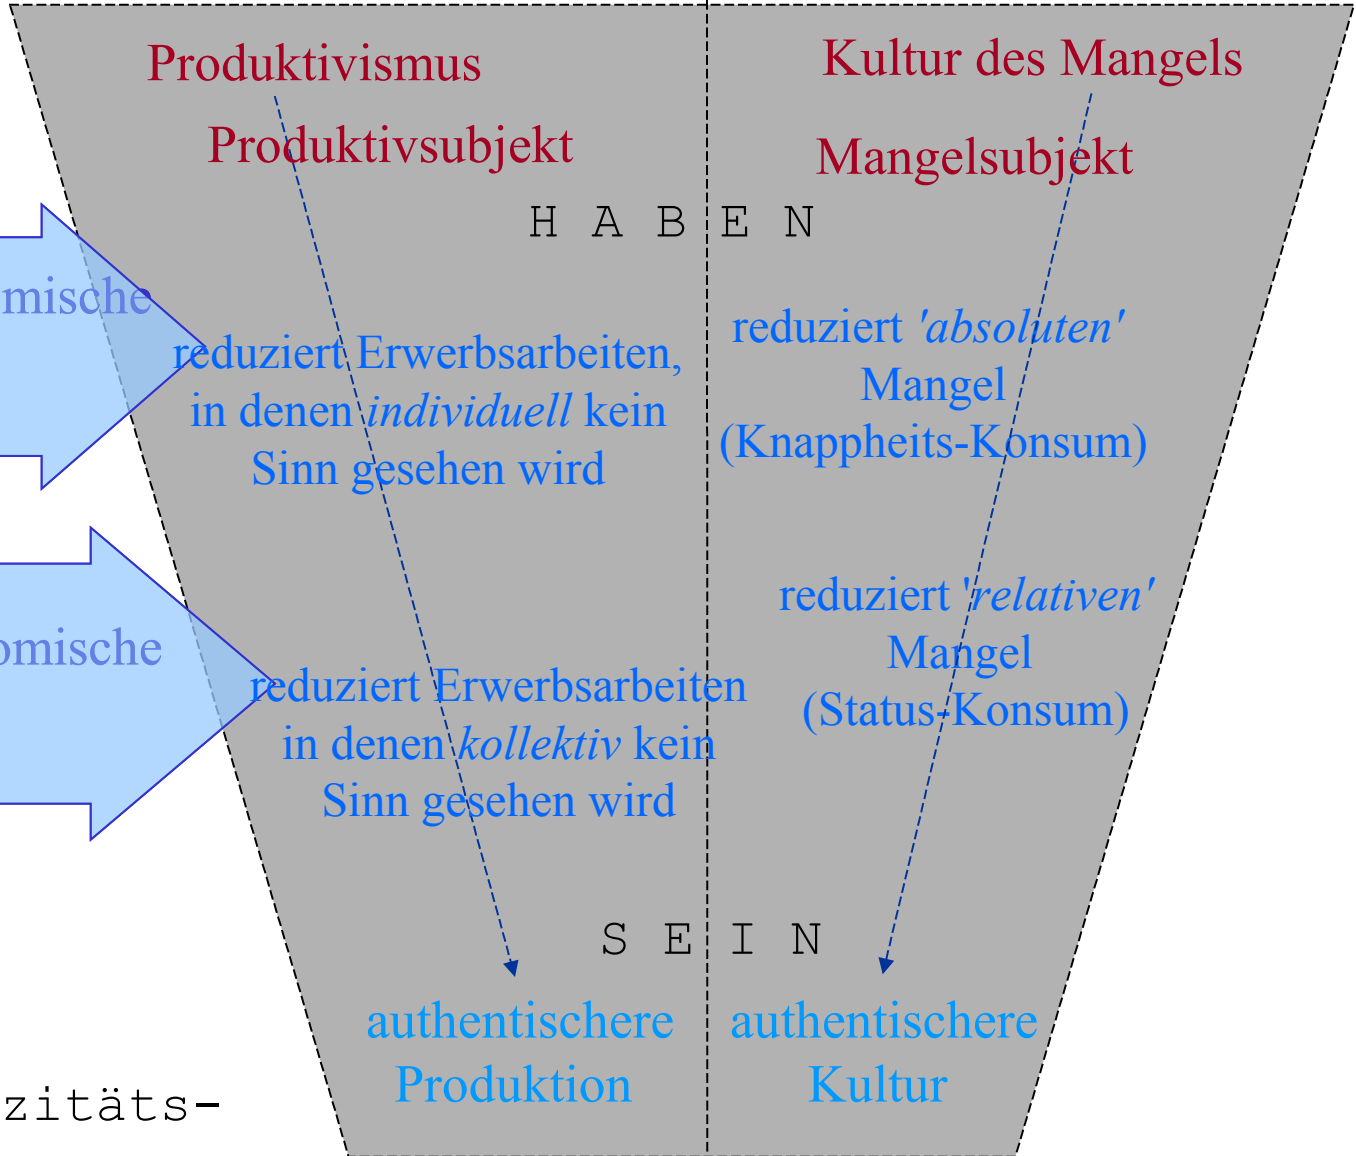 Produktivismus
Kultur des Mangels
Produktivsubjekt
Mangelsubjekt
H A B E N
mische
reduziert Erwerbsarbeiten,
in denen individuell kein
Sinn gesehen wird
reduziert 'absoluten'
Mangel
(Knappheits-Konsum)
omische
reduziert Erwerbsarbeiten
in denen kollektiv kein
Sinn gesehen wird
reduziert 'relativen'
Mangel
(Status-Konsum)
S E I N
authentischere
Produktion
authentischere
Kultur
zitäts-